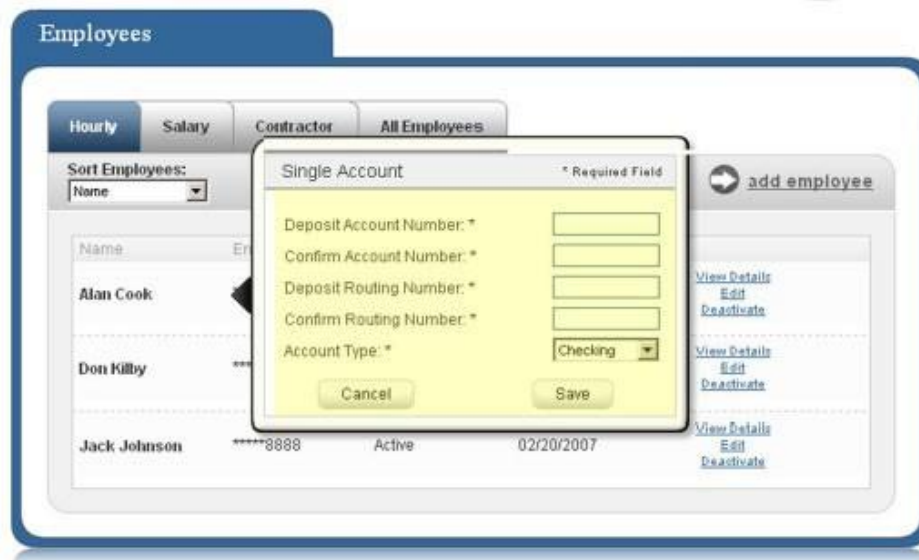 Employees
Hourly Salary Contractor All Employees
Sort Employees:
Name
add employee
Single Account * Required Field
Deposit Account Number: *
Confirm Account Number: *
Deposit Routing Number: *
Confirm Routing Number: *
Account Type: * Checking
Cancel Save
Name
Alan Cook View Details
Edit
Deactivate
Don Kilby View Details
Edit
Deactivate
Jack Johnson *****8888 Active 02/20/2007 View Details
Edit
Deactivate